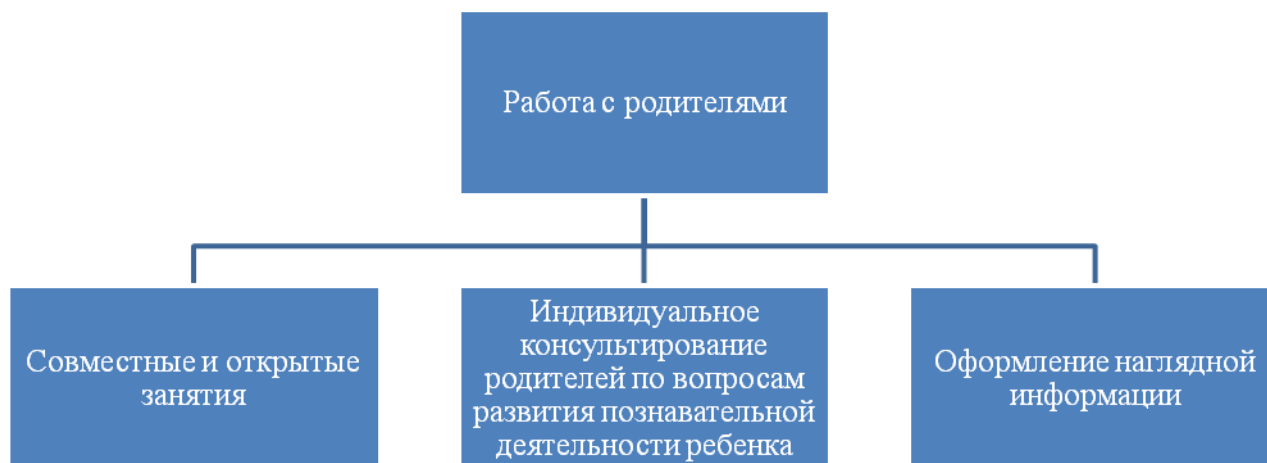 Работа с родителями
Совместные и открытые
занятия
Индивидуальное
консультирование
родителей по вопросам
развития познавательной
деятельности ребенка
Оформление наглядной
информации